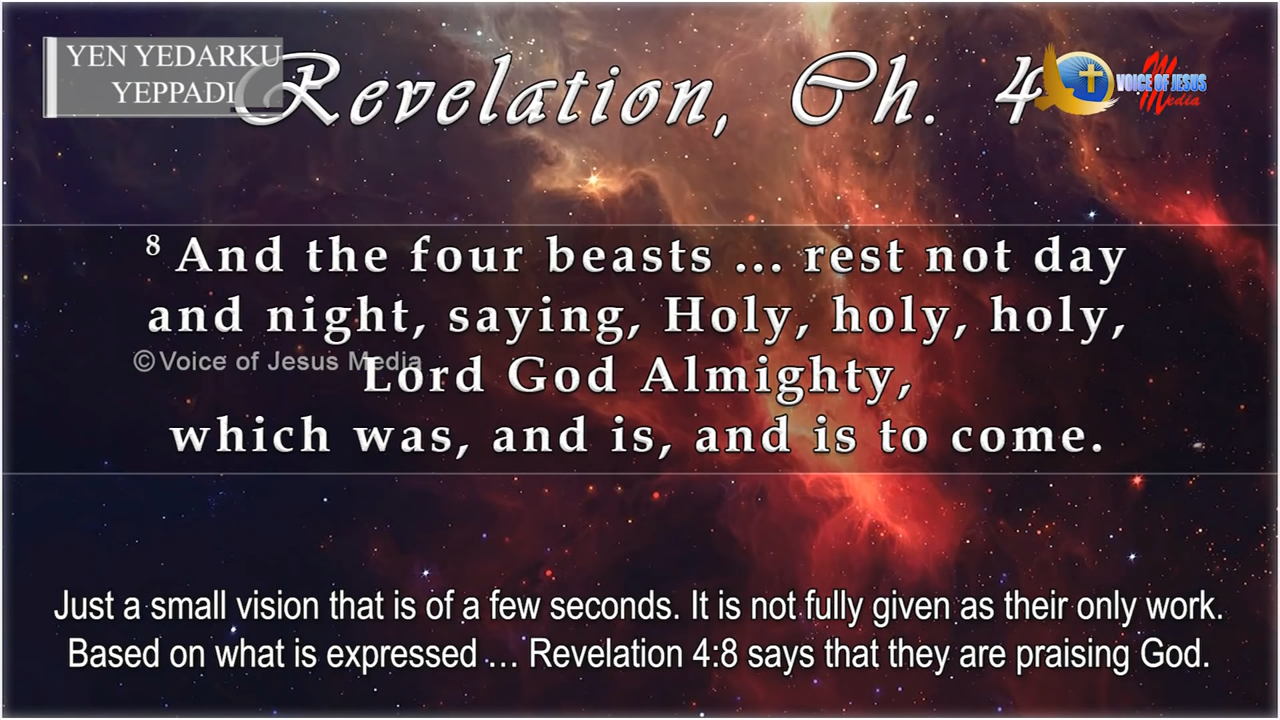 YEN YEDARKU
YEPPADI
Revelation, Ch. 4
VOICE OF JESUS
Media
8 And the four beasts ... rest not day
and night, saying, Holy, holy, holy,
© Voice of Jesus Media
Lord God Almighty,
which was, and is, and is to come.
Just a small vision that is of a few seconds. It is not fully given as their only work.
Based on what is expressed ... Revelation 4:8 says that they are praising God.